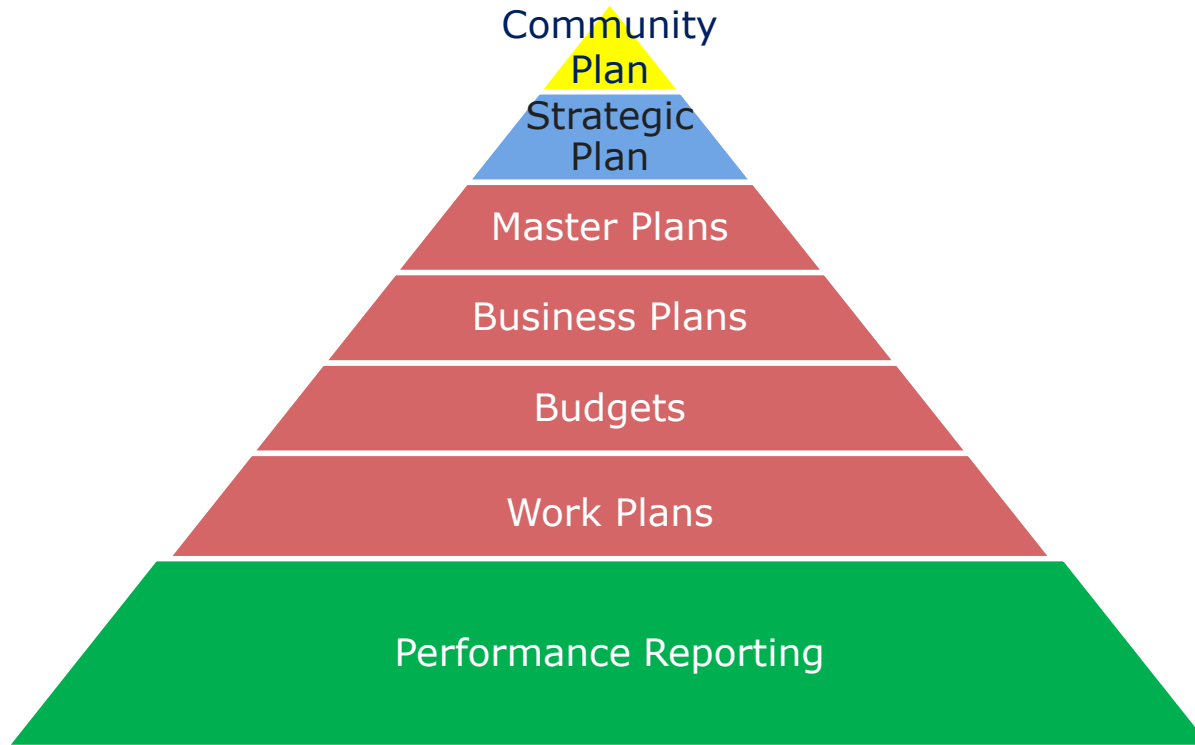 Community
Plan
Strategic
Plan
Master Plans
Business Plans
Budgets
Work Plans
Performance Reporting